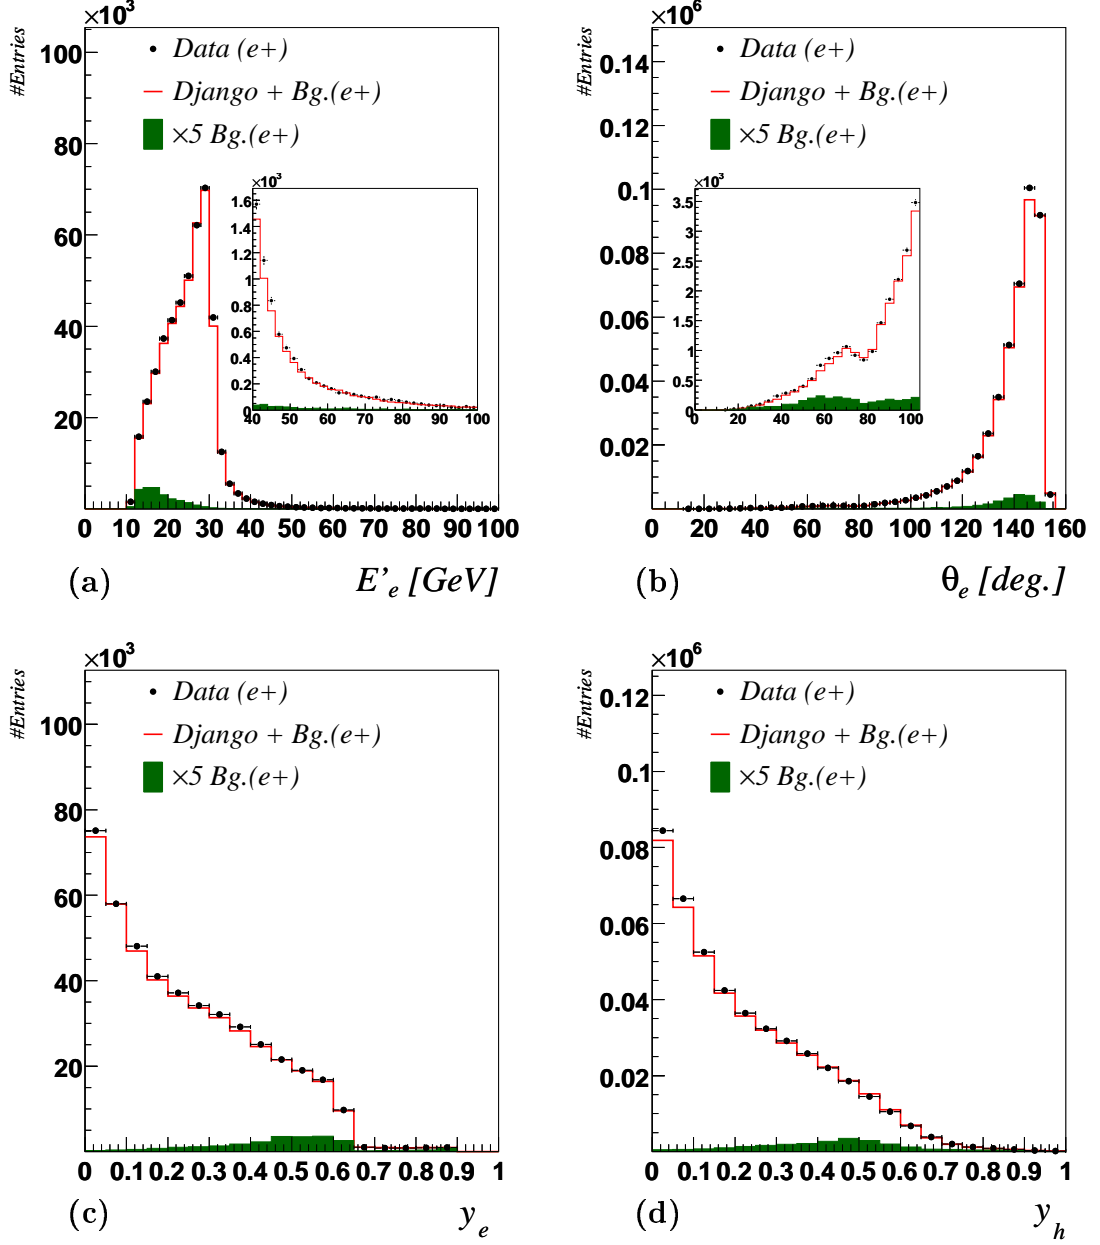 ×10³
#Entries
Data (e+)
Django + Bg.(e+)
×5 Bg.(e+)
100
80
60
40
20
0 10 20 30 40 50 60 70 80 90 100
×10³
1.6
1.4
1.2
1
0.8
0.6
0.4
0.2
0
40 50 60 70 80 90 100
(a) E'e [GeV]
×10⁶
#Entries
Data (e+)
Django + Bg.(e+)
×5 Bg.(e+)
0.14
0.12
0.1
0.08
0.06
0.04
0.02
0 20 40 60 80 100 120 140 160
×10³
3.5
3
2.5
2
1.5
1
0.5
0
0 20 40 60 80 100
(b) θe [deg.]
×10³
#Entries
Data (e+)
Django + Bg.(e+)
×5 Bg.(e+)
100
80
60
40
20
0 0.1 0.2 0.3 0.4 0.5 0.6 0.7 0.8 0.9 1
(c) ye
×10⁶
#Entries
Data (e+)
Django + Bg.(e+)
×5 Bg.(e+)
0.12
0.1
0.08
0.06
0.04
0.02
0 0.1 0.2 0.3 0.4 0.5 0.6 0.7 0.8 0.9 1
(d) yh